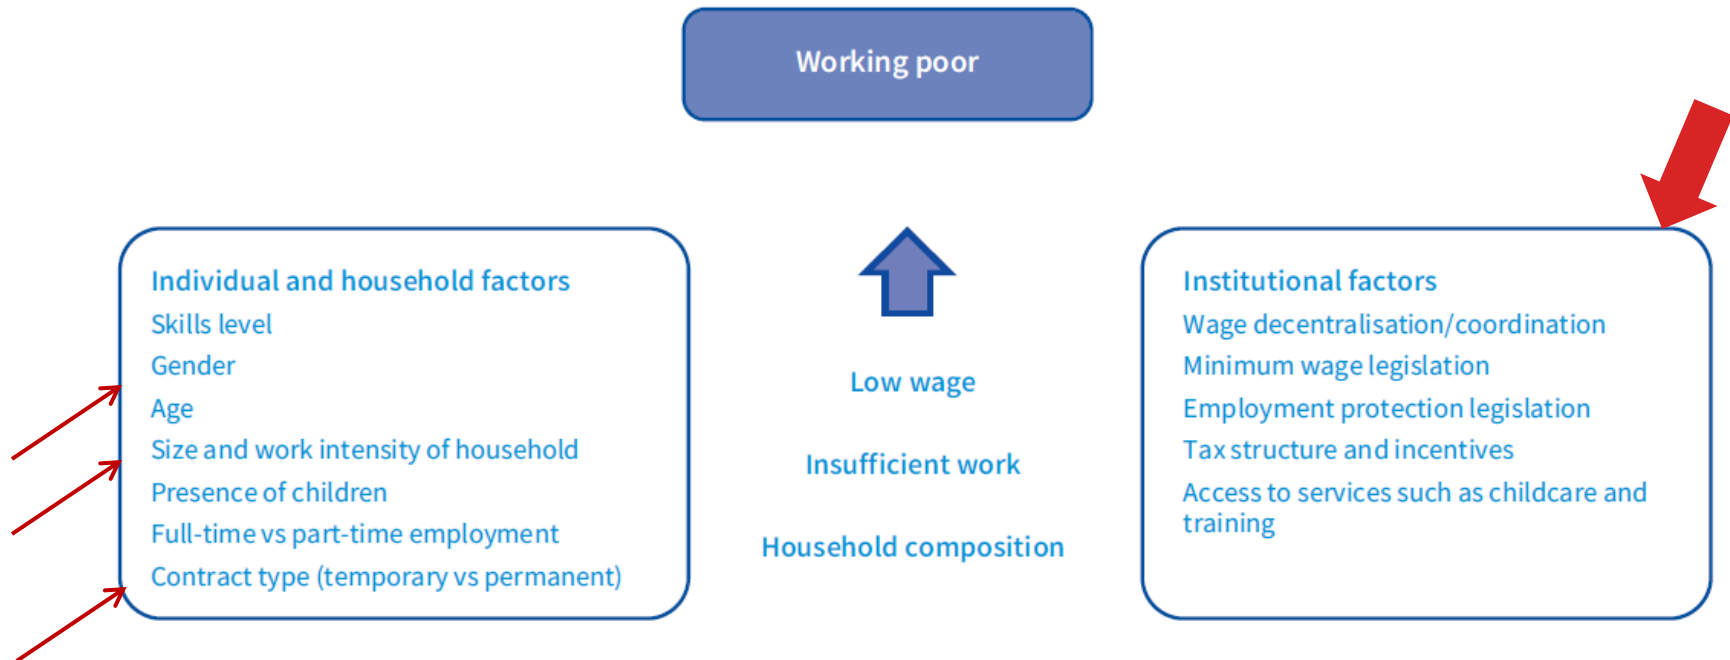 Working poor
Individual and household factors
Skills level
Gender
Age
Size and work intensity of household
Presence of children
Full-time vs part-time employment
Contract type (temporary vs permanent)
Low wage
Insufficient work
Household composition
Institutional factors
Wage decentralisation/coordination
Minimum wage legislation
Employment protection legislation
Tax structure and incentives
Access to services such as childcare and
training